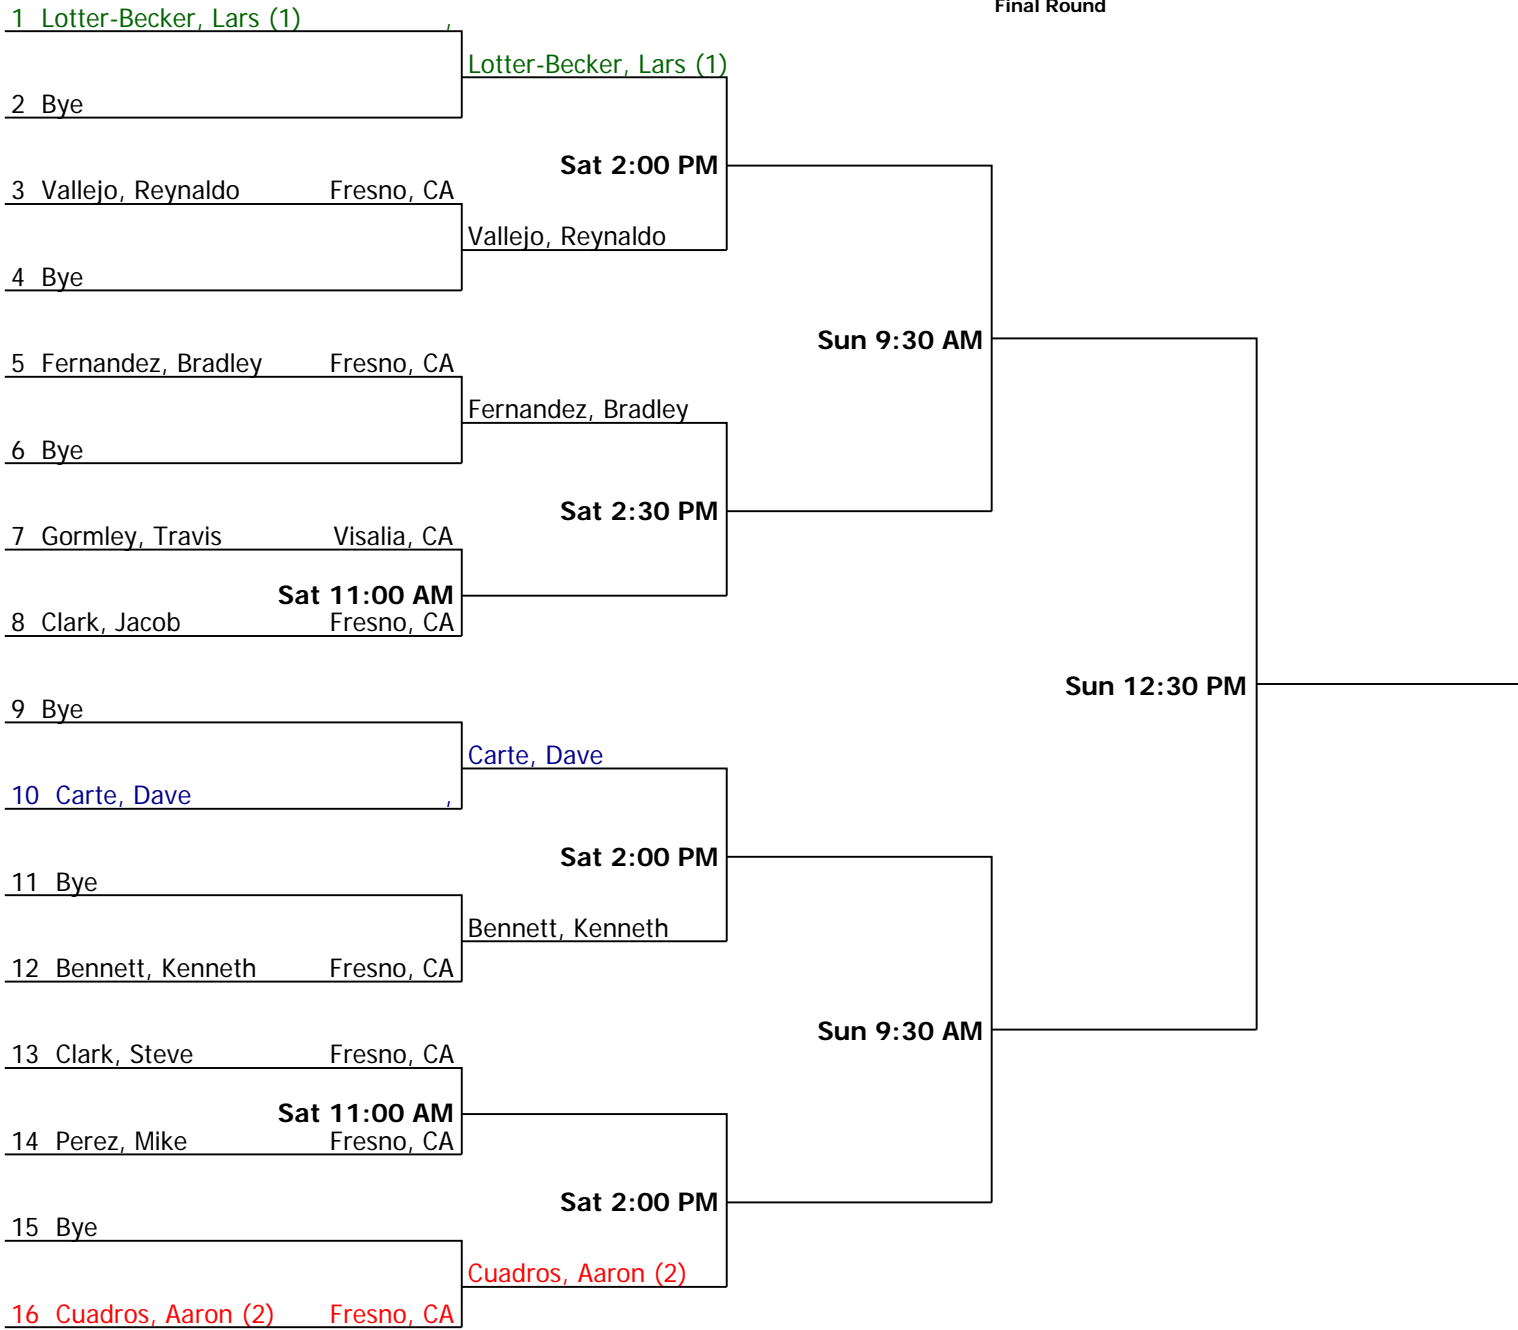 Final Round
1 Lotter-Becker, Lars (1) ,
Lotter-Becker, Lars (1)
2 Bye
Sat 2:00 PM
3 Vallejo, Reynaldo Fresno, CA
Vallejo, Reynaldo
4 Bye
Sun 9:30 AM
5 Fernandez, Bradley Fresno, CA
Fernandez, Bradley
6 Bye
Sat 2:30 PM
7 Gormley, Travis Visalia, CA
Sat 11:00 AM
8 Clark, Jacob Fresno, CA
Sun 12:30 PM
9 Bye
Carte, Dave
10 Carte, Dave ,
Sat 2:00 PM
11 Bye
Bennett, Kenneth
12 Bennett, Kenneth Fresno, CA
Sun 9:30 AM
13 Clark, Steve Fresno, CA
Sat 11:00 AM
14 Perez, Mike Fresno, CA
Sat 2:00 PM
15 Bye
Cuadros, Aaron (2)
16 Cuadros, Aaron (2) Fresno, CA